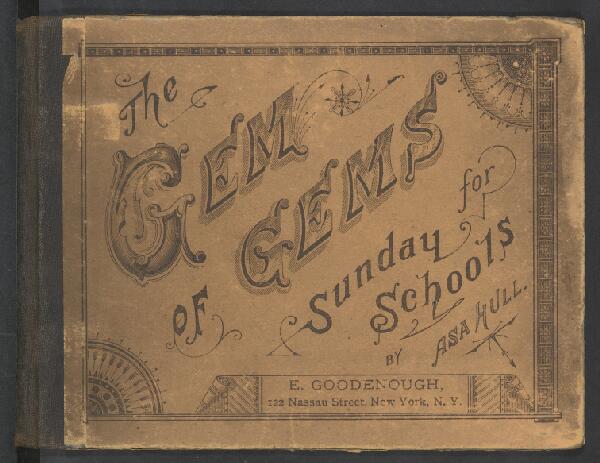 The
GEM
OF GEMS
for
Sunday
Schools
BY ASA HULL.
E. GOODENOUGH,
122 Nassau Street, New York, N. Y.